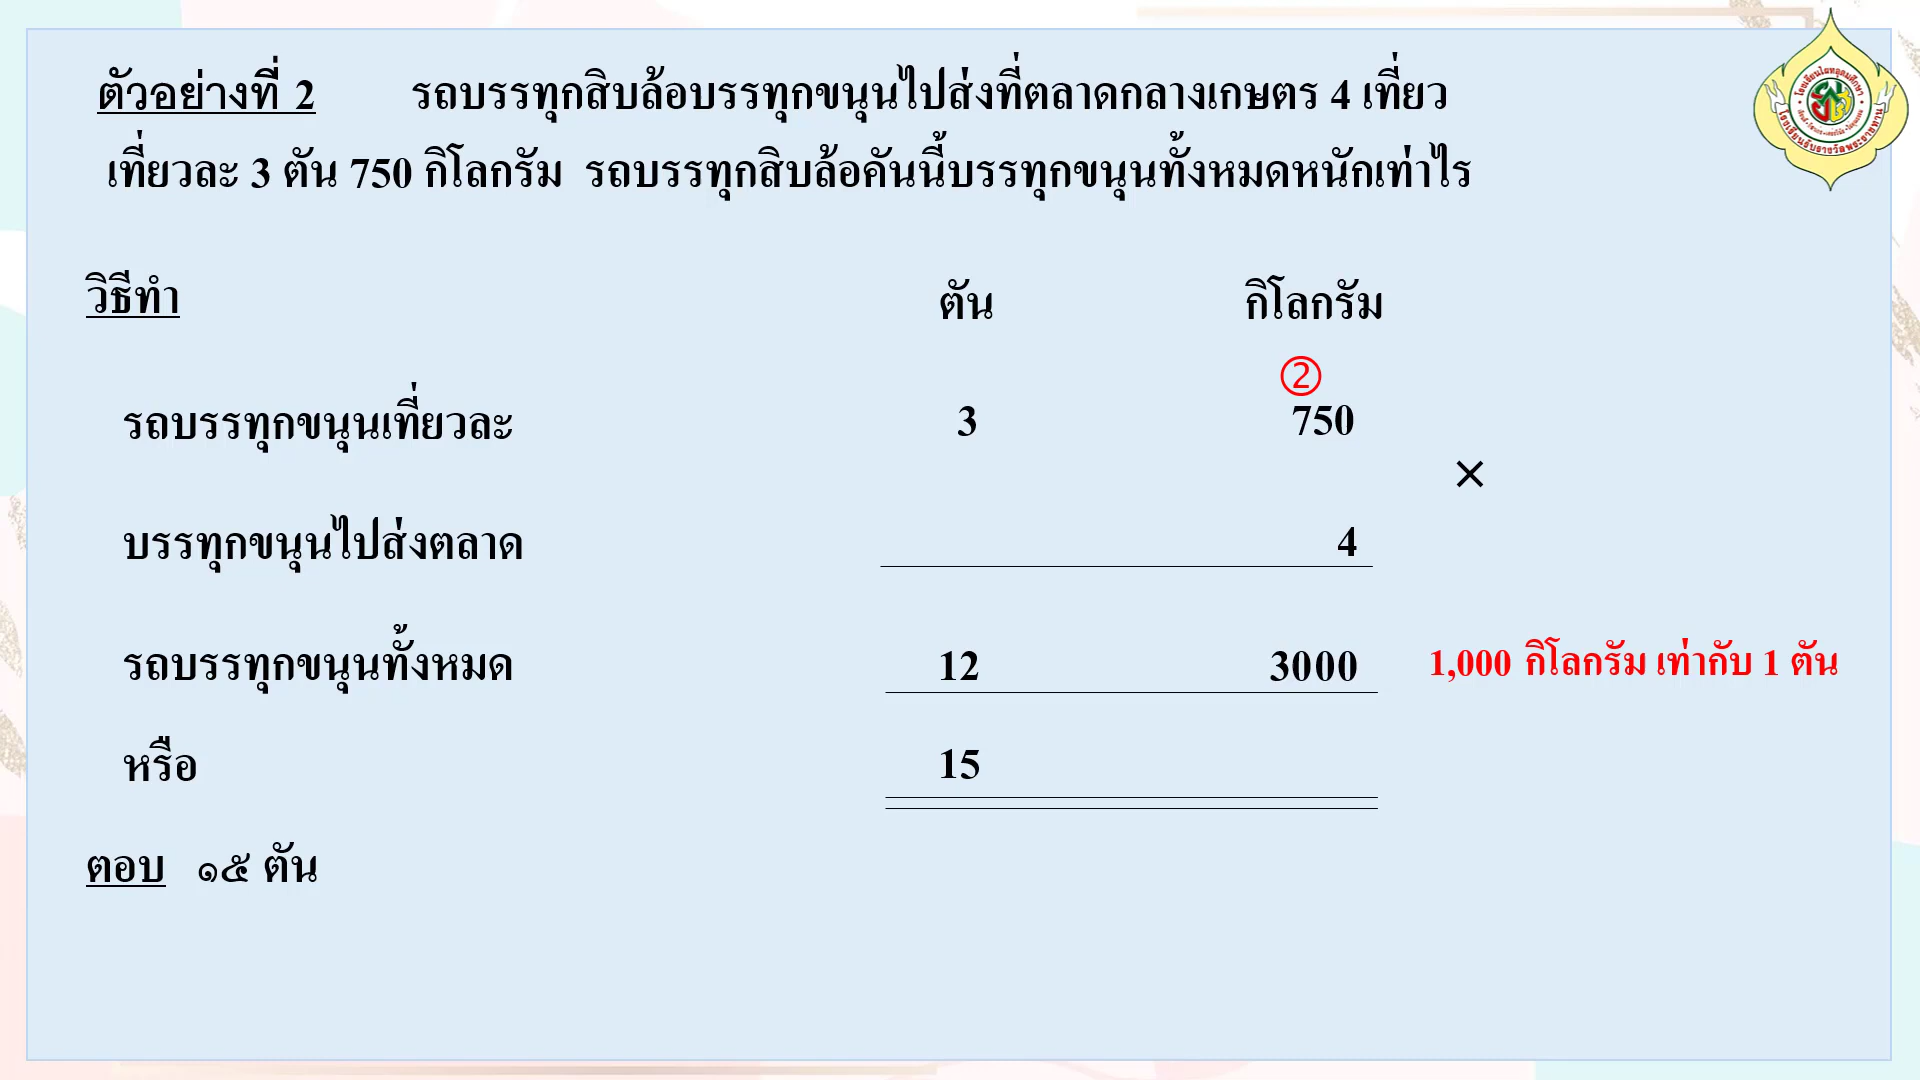 ตัวอย่างที่ 2 รถบรรทุกสิบล้อบรรทุกขนุนไปส่งที่ตลาดกลางเกษตร 4 เที่ยว
เที่ยวละ 3 ตัน 750 กิโลกรัม รถบรรทุกสิบล้อคันนี้บรรทุกขนุนทั้งหมดหนักเท่าไร
วิธีทำ ตัน กิโลกรัม
②
รถบรรทุกขนุนเที่ยวละ 3 750
×
บรรทุกขนุนไปส่งตลาด 4
รถบรรทุกขนุนทั้งหมด 12 3000 1,000 กิโลกรัม เท่ากับ 1 ตัน
หรือ 15
ตอบ ๑๕ ตัน